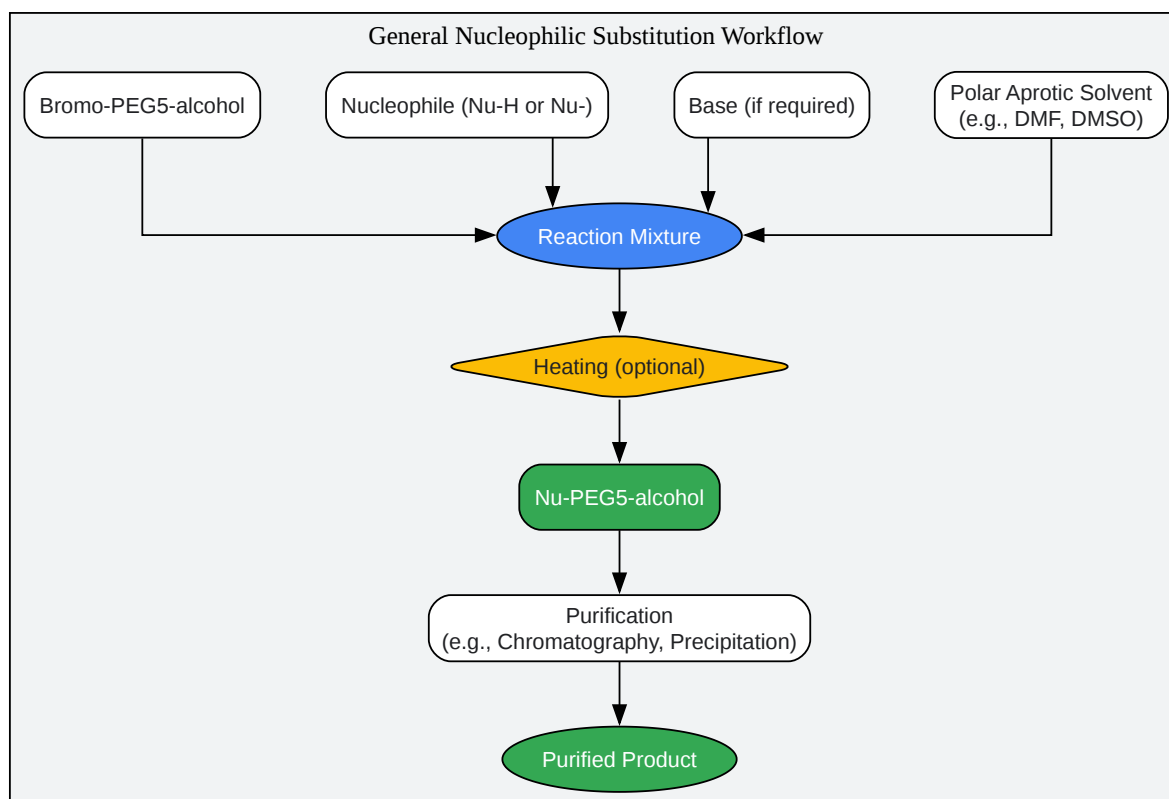 General Nucleophilic Substitution Workflow
Bromo-PEG5-alcohol
Nucleophile (Nu-H or Nu-)
Base (if required)
Polar Aprotic Solvent
(e.g., DMF, DMSO)
Reaction Mixture
Heating (optional)
Nu-PEG5-alcohol
Purification
(e.g., Chromatography, Precipitation)
Purified Product